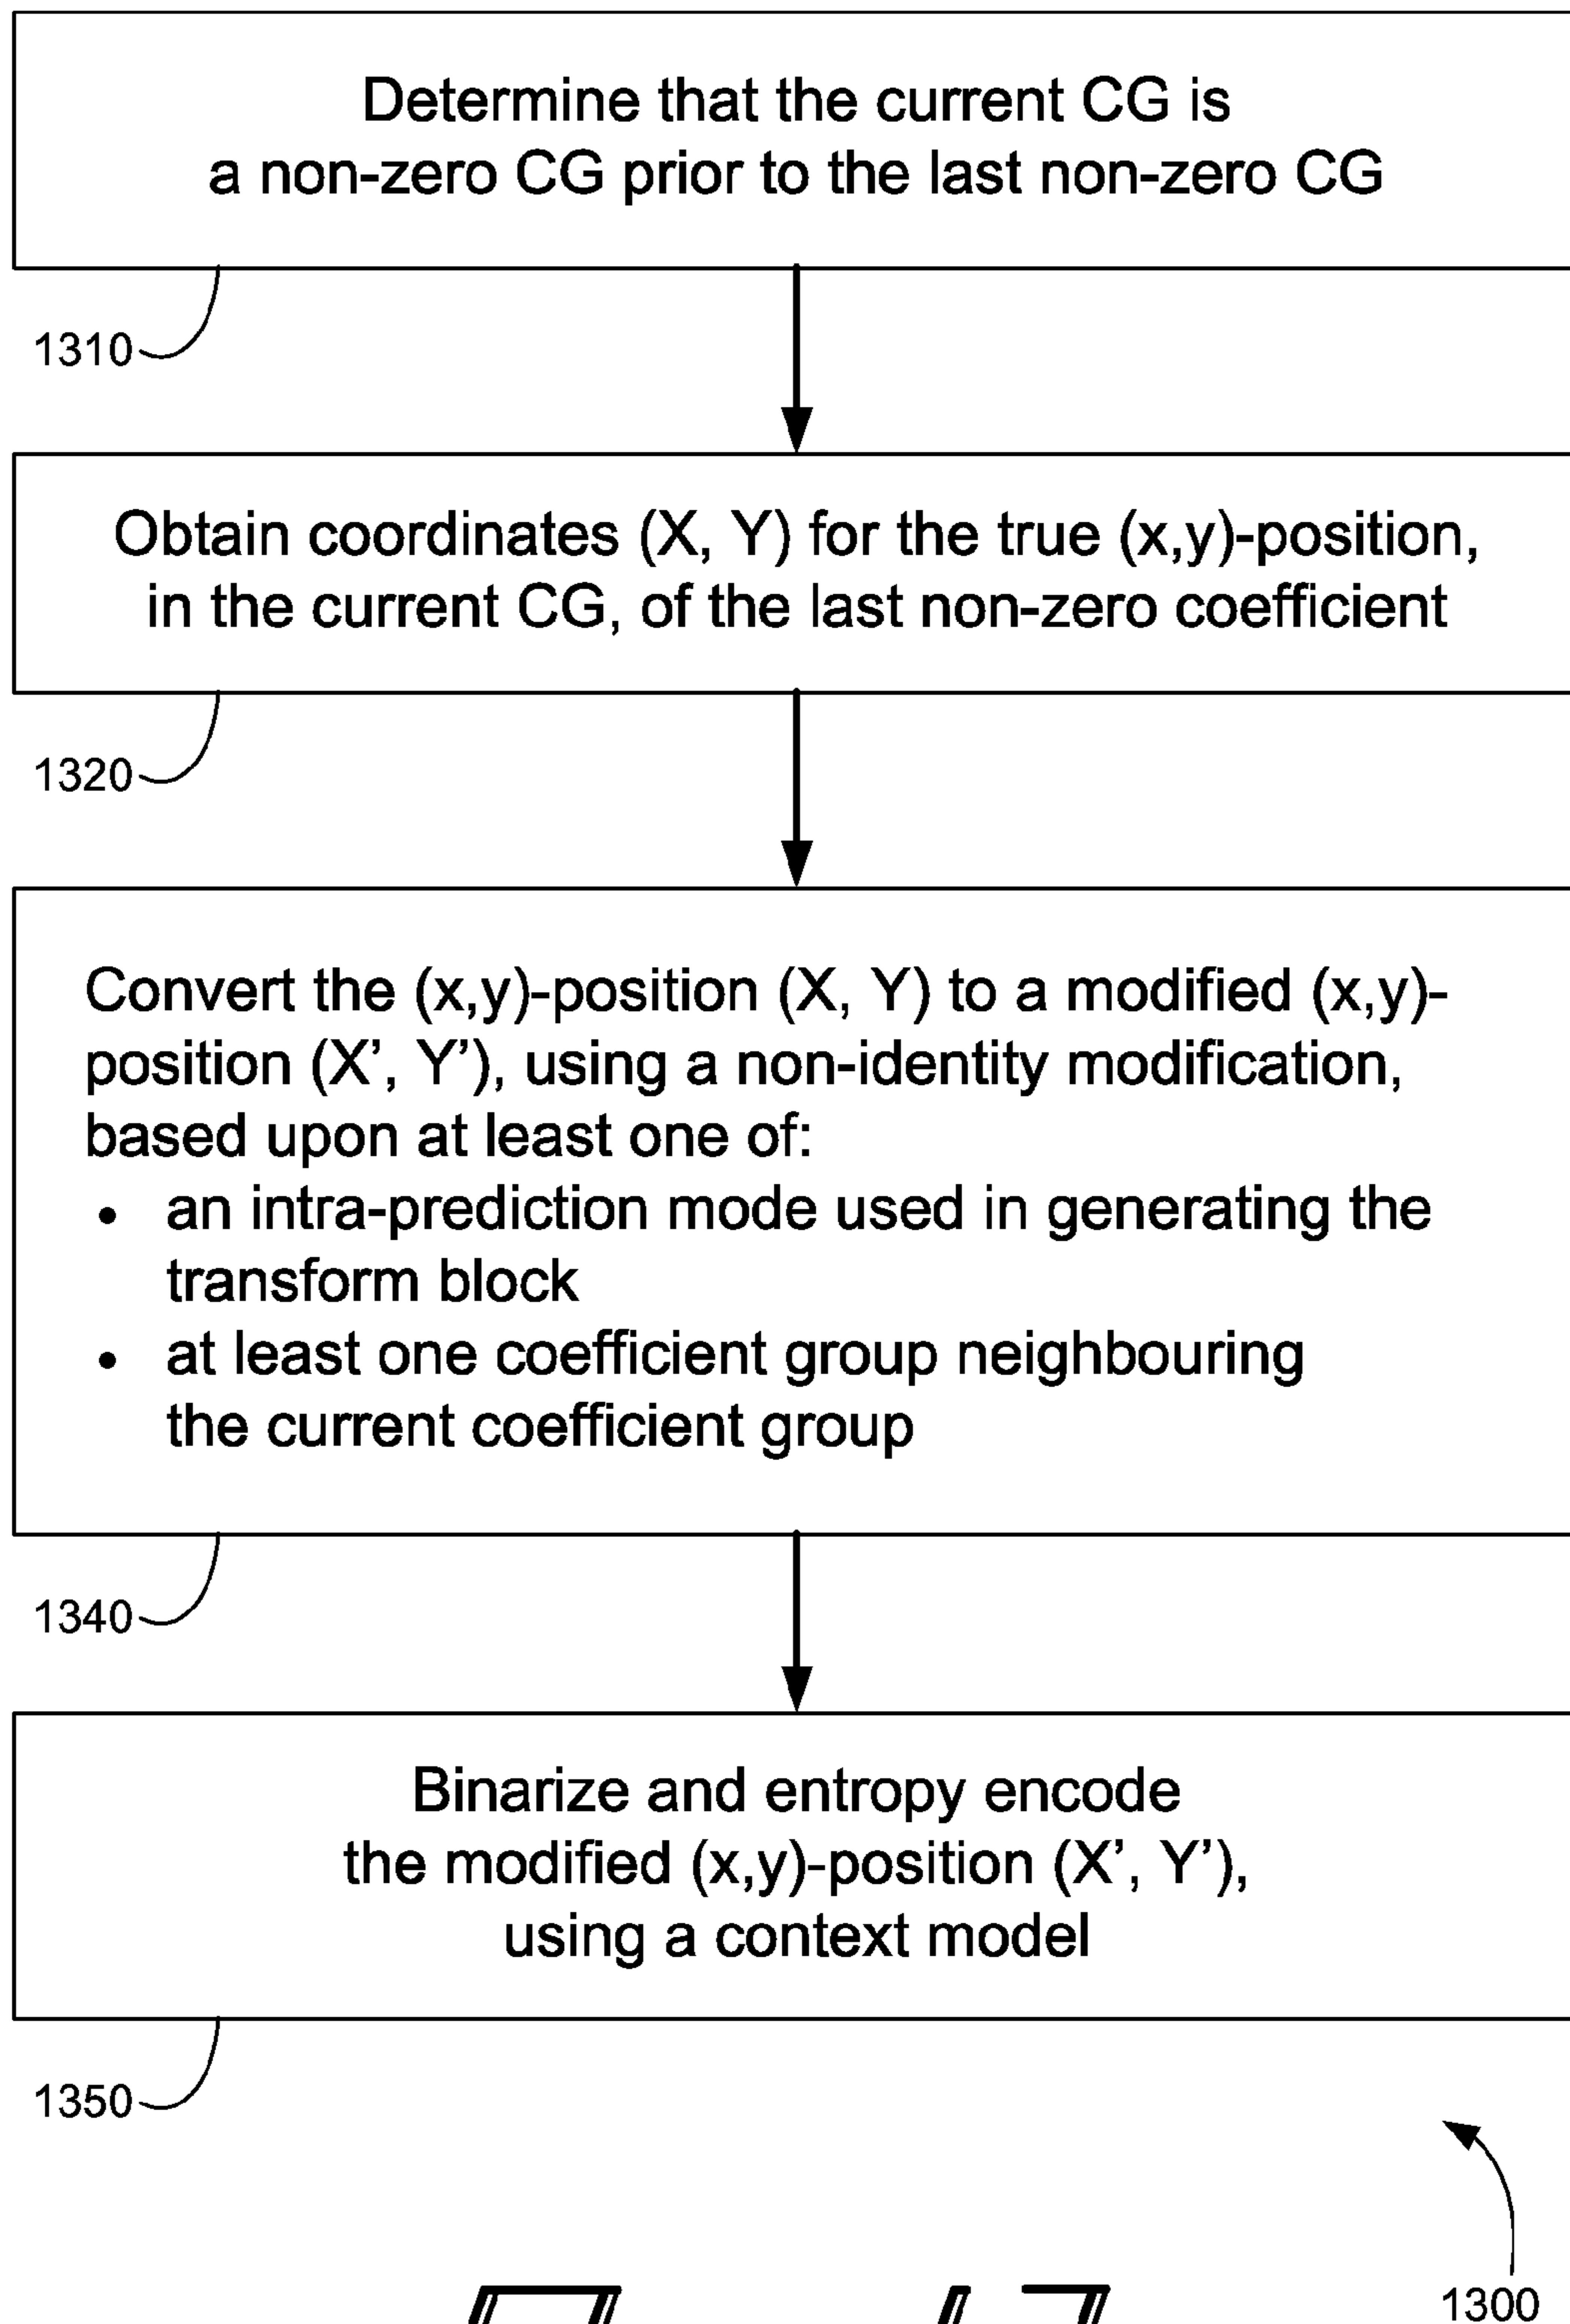 Determine that the current CG is
a non-zero CG prior to the last non-zero CG
1310
Obtain coordinates (X, Y) for the true (x,y)-position,
in the current CG, of the last non-zero coefficient
1320
Convert the (x,y)-position (X, Y) to a modified (x,y)-
position (X’, Y’), using a non-identity modification,
based upon at least one of:
• an intra-prediction mode used in generating the
transform block
• at least one coefficient group neighbouring
the current coefficient group
1340
Binarize and entropy encode
the modified (x,y)-position (X’, Y’),
using a context model
1350
1300